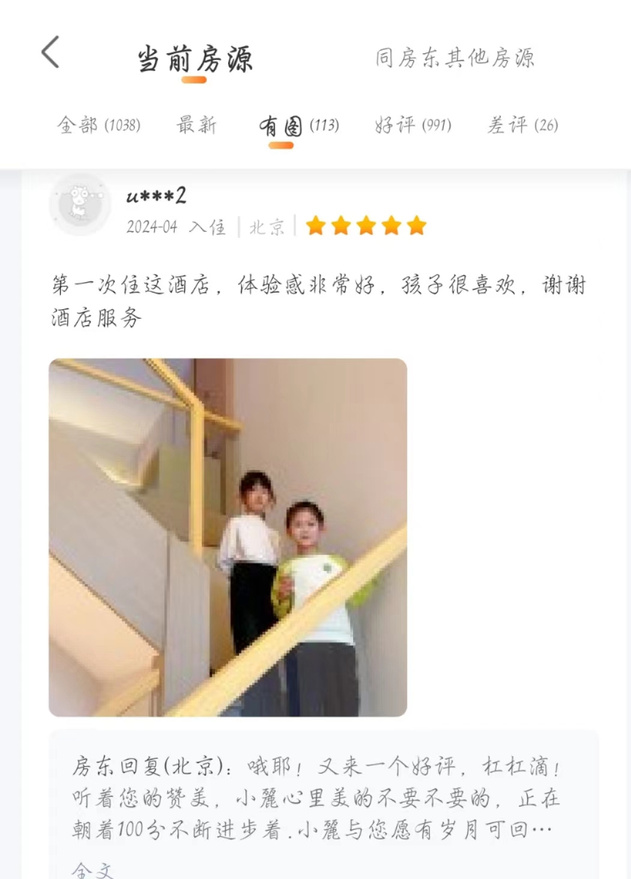 当前房源 同房东其他房源
全部(1038) 最新 有图(113) 好评(991) 差评(26)
u***2
2024-04 入住 | 北京 |
第一次住这酒店，体验感非常好，孩子很喜欢，谢谢
酒店服务
房东回复(北京)：哦耶！又来一个好评，杠杠滴！
听着您的赞美，小麗心里美的不要不要的，正在
朝着100分不断进步着.小麗与您愿有岁月可回…
全文